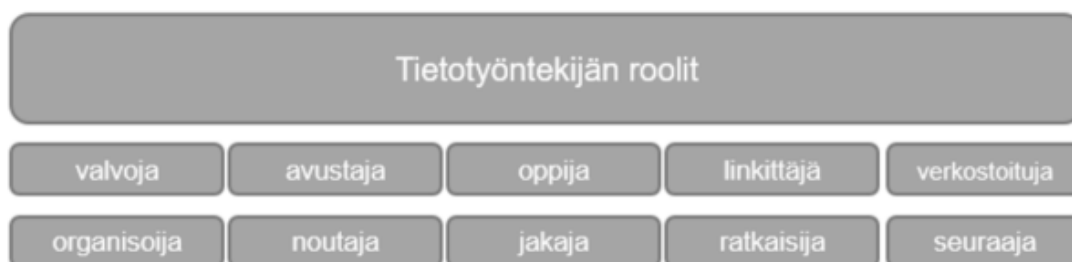 Tietotyöntekijän roolit
valvoja avustaja oppija linkittäjä verkostoituja
organisoija noutaja jakaja ratkaisija seuraaja